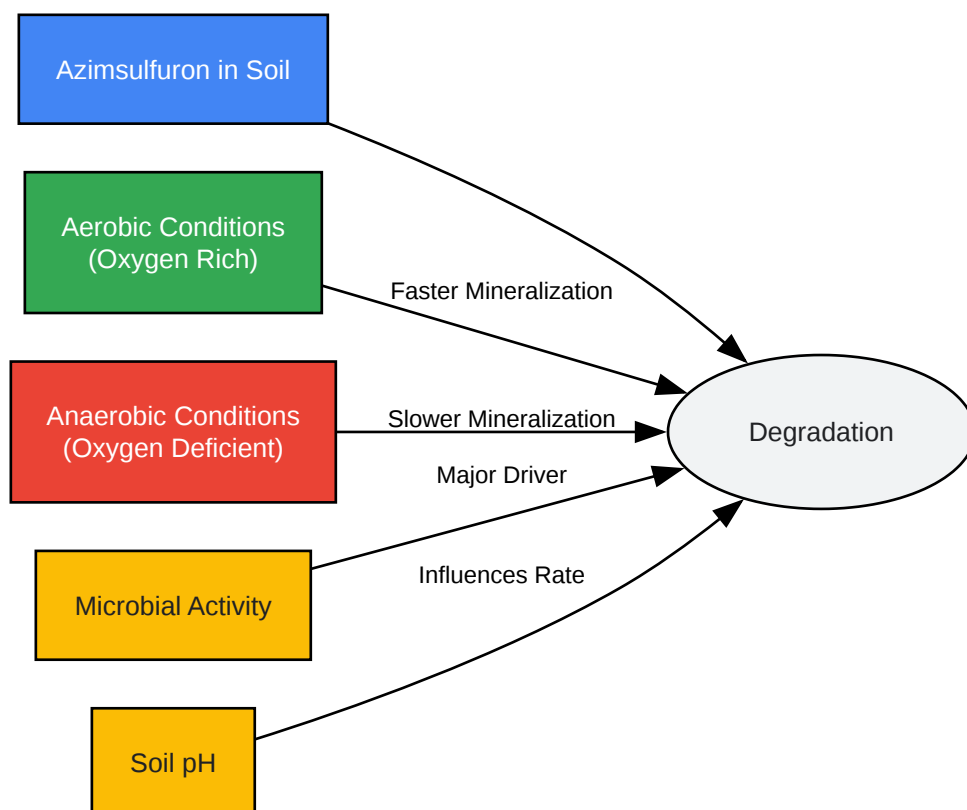 Azimsulfuron in Soil
Aerobic Conditions
(Oxygen Rich)
Faster Mineralization
Anaerobic Conditions
(Oxygen Deficient)
Slower Mineralization
Degradation
Major Driver
Microbial Activity
Influences Rate
Soil pH